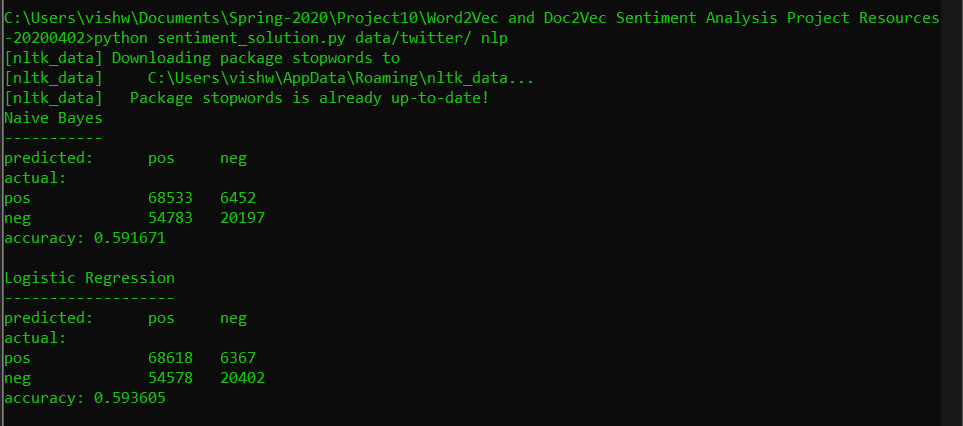 C:\Users\vishw\Documents\Spring-2020\Project10\Word2Vec and Doc2Vec Sentiment Analysis Project Resources
-20200402>python sentiment_solution.py data/twitter/ nlp
[nltk_data] Downloading package stopwords to
[nltk_data]     C:\Users\vishw\AppData\Roaming\nltk_data...
[nltk_data]   Package stopwords is already up-to-date!
Naive Bayes
-----------
predicted:      pos     neg
actual:
pos             68533   6452
neg             54783   20197
accuracy: 0.591671

Logistic Regression
-------------------
predicted:      pos     neg
actual:
pos             68618   6367
neg             54578   20402
accuracy: 0.593605